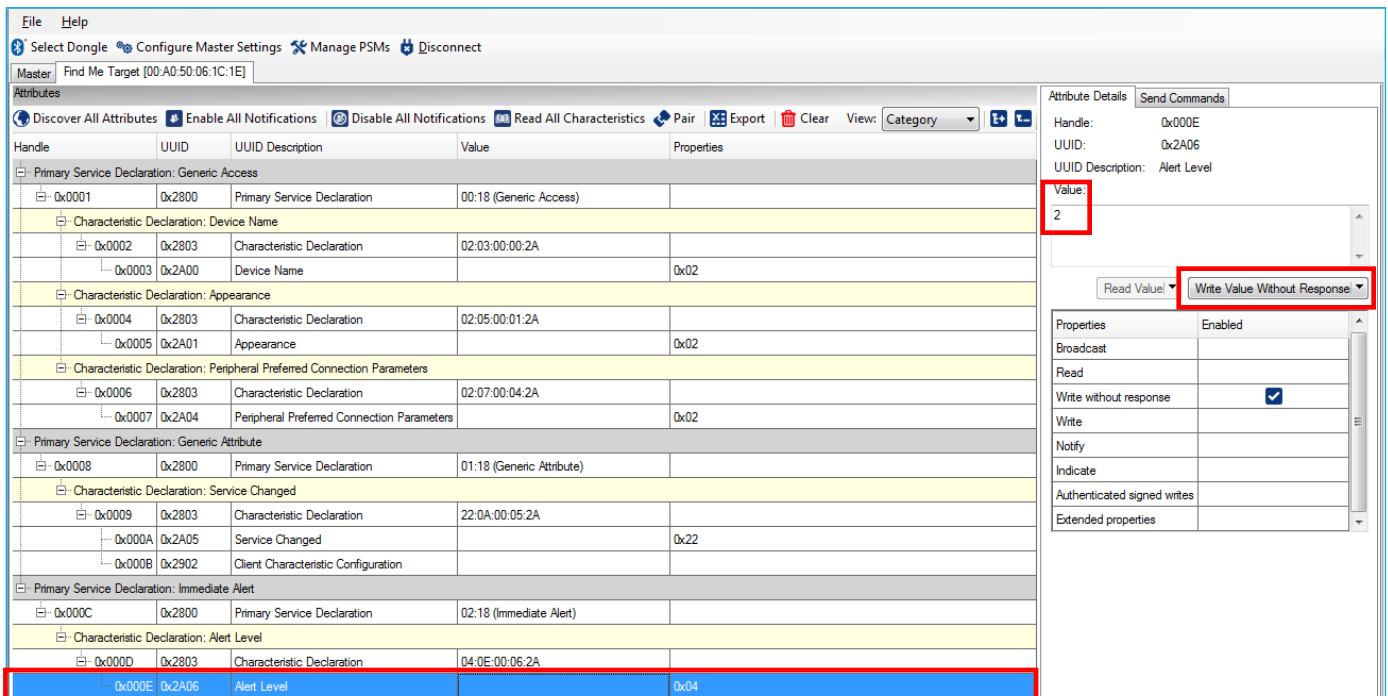 File Help
Select Dongle Configure Master Settings Manage PSMs Disconnect
Master Find Me Target [00:A0:50:06:1C:1E]
Attributes
Discover All Attributes Enable All Notifications Disable All Notifications Read All Characteristics Pair Export Clear View: Category
Handle UUID UUID Description Value Properties
Primary Service Declaration: Generic Access
0x0001 0x2800 Primary Service Declaration 00:18 (Generic Access)
Characteristic Declaration: Device Name
0x0002 0x2803 Characteristic Declaration 02:03:00:00:2A
0x0003 0x2A00 Device Name 0x02
Characteristic Declaration: Appearance
0x0004 0x2803 Characteristic Declaration 02:05:00:01:2A
0x0005 0x2A01 Appearance 0x02
Characteristic Declaration: Peripheral Preferred Connection Parameters
0x0006 0x2803 Characteristic Declaration 02:07:00:04:2A
0x0007 0x2A04 Peripheral Preferred Connection Parameters 0x02
Primary Service Declaration: Generic Attribute
0x0008 0x2800 Primary Service Declaration 01:18 (Generic Attribute)
Characteristic Declaration: Service Changed
0x0009 0x2803 Characteristic Declaration 22:0A:00:05:2A
0x000A 0x2A05 Service Changed 0x22
0x000B 0x2902 Client Characteristic Configuration
Primary Service Declaration: Immediate Alert
0x000C 0x2800 Primary Service Declaration 02:18 (Immediate Alert)
Characteristic Declaration: Alert Level
0x000D 0x2803 Characteristic Declaration 04:0E:00:06:2A
0x000E 0x2A06 Alert Level 0x04
Attribute Details Send Commands
Handle: 0x000E
UUID: 0x2A06
UUID Description: Alert Level
Value:
2
Read Value Write Value Without Response
Properties Enabled
Broadcast
Read
Write without response
Write
Notify
Indicate
Authenticated signed writes
Extended properties